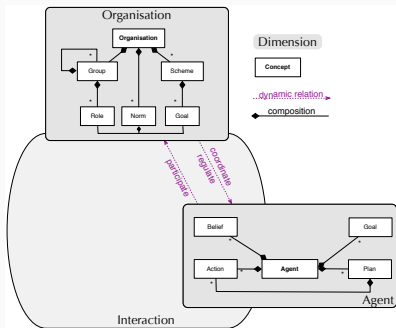 Organisation
Organisation
*
*
*
Group
Scheme
*
*
*
Role
Norm
Goal
Dimension
Concept
dynamic relation
composition
participate
coordinate
regulate
Belief
Goal
*
*
Action
*
Agent
*
Plan
*
Agent
Interaction